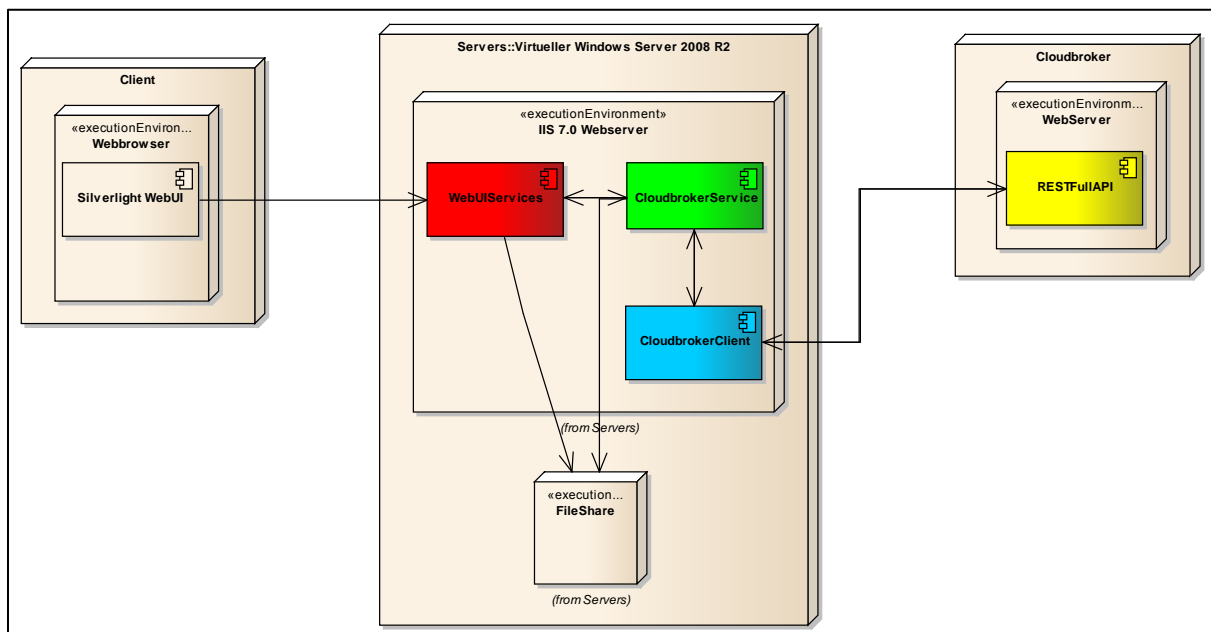 Client
«executionEnviron...
Webbrowser
Silverlight WebUI
Servers::Virtueller Windows Server 2008 R2
«executionEnvironment»
IIS 7.0 Webserver
WebUIServices
CloudbrokerService
CloudbrokerClient
(from Servers)
«execution...
FileShare
(from Servers)
Cloudbroker
«executionEnvironm...
WebServer
RESTFullAPI